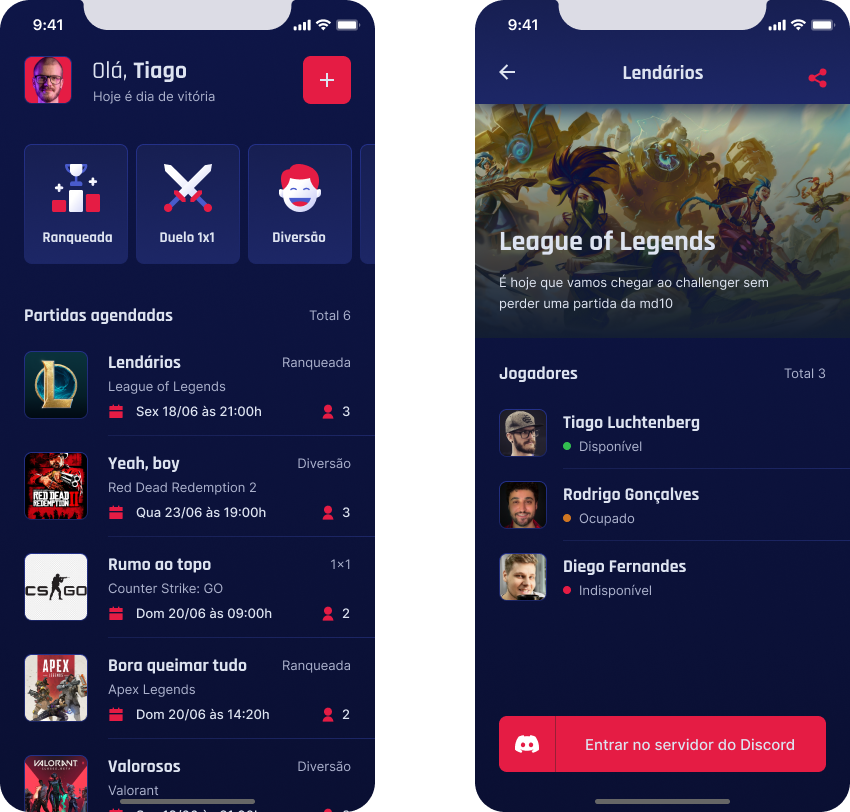 9:41
Olá, Tiago
Hoje é dia de vitória
+
Ranqueada
Duelo 1x1
Diversão
Partidas agendadas
Total 6
Lendários
Ranqueada
League of Legends
Sex 18/06 às 21:00h
3
Yeah, boy
Diversão
Red Dead Redemption 2
RED DEAD
REDEMPTION II
Qua 23/06 às 19:00h
3
Rumo ao topo
1×1
Counter Strike: GO
CS GO
Dom 20/06 às 09:00h
2
APEX
LEGENDS
Bora queimar tudo
Ranqueada
Apex Legends
Dom 20/06 às 14:20h
2
VALORANT
Valorosos
Diversão
Valorant
9:41
Lendários
League of Legends
É hoje que vamos chegar ao challenger sem
perder uma partida da md10
Jogadores
Total 3
Tiago Luchtenberg
Disponível
Rodrigo Gonçalves
Ocupado
Diego Fernandes
Indisponível
Entrar no servidor do Discord